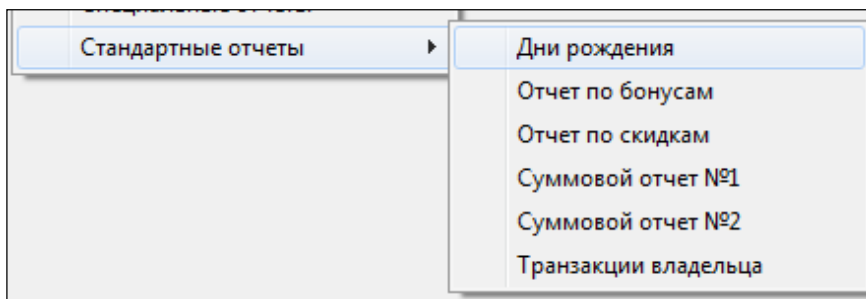 Стандартные отчеты
Дни рождения
Отчет по бонусам
Отчет по скидкам
Суммовой отчет №1
Суммовой отчет №2
Транзакции владельца